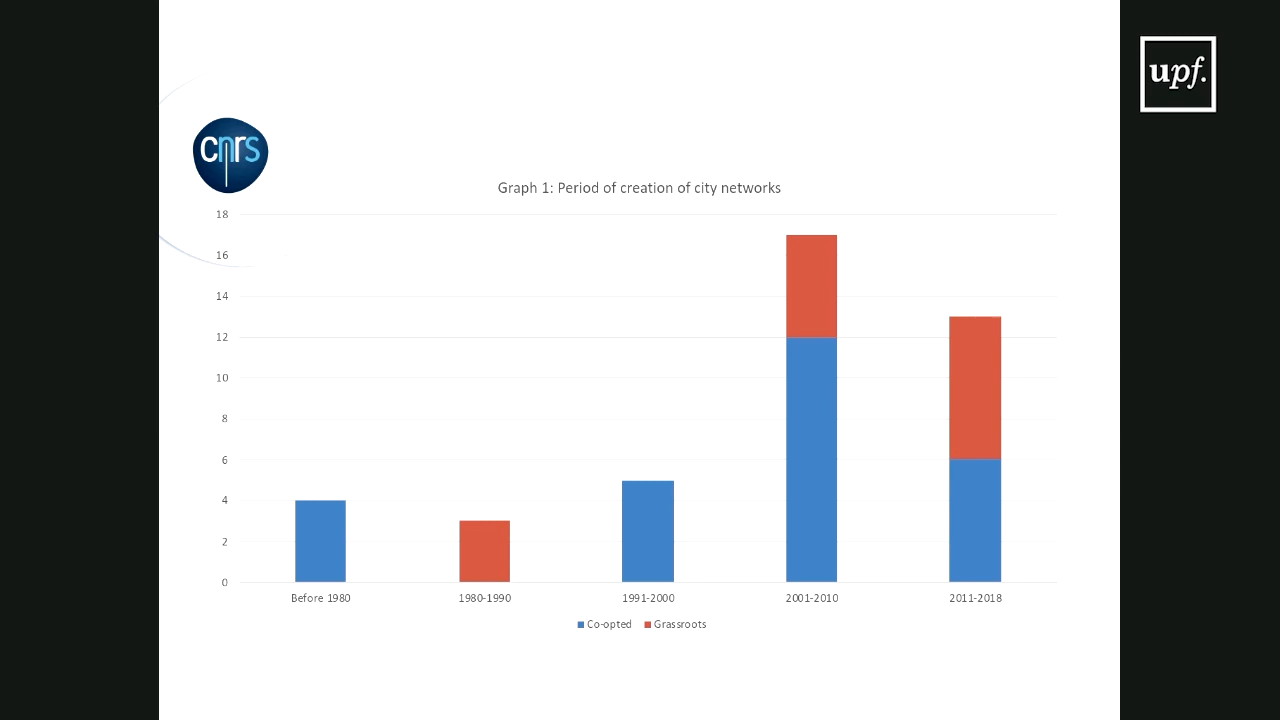 upf.
cnrs
Graph 1: Period of creation of city networks
18
16
14
12
10
8
6
4
2
0
Before 1980 1980-1990 1991-2000 2001-2010 2011-2018
Co-opted Grassroots